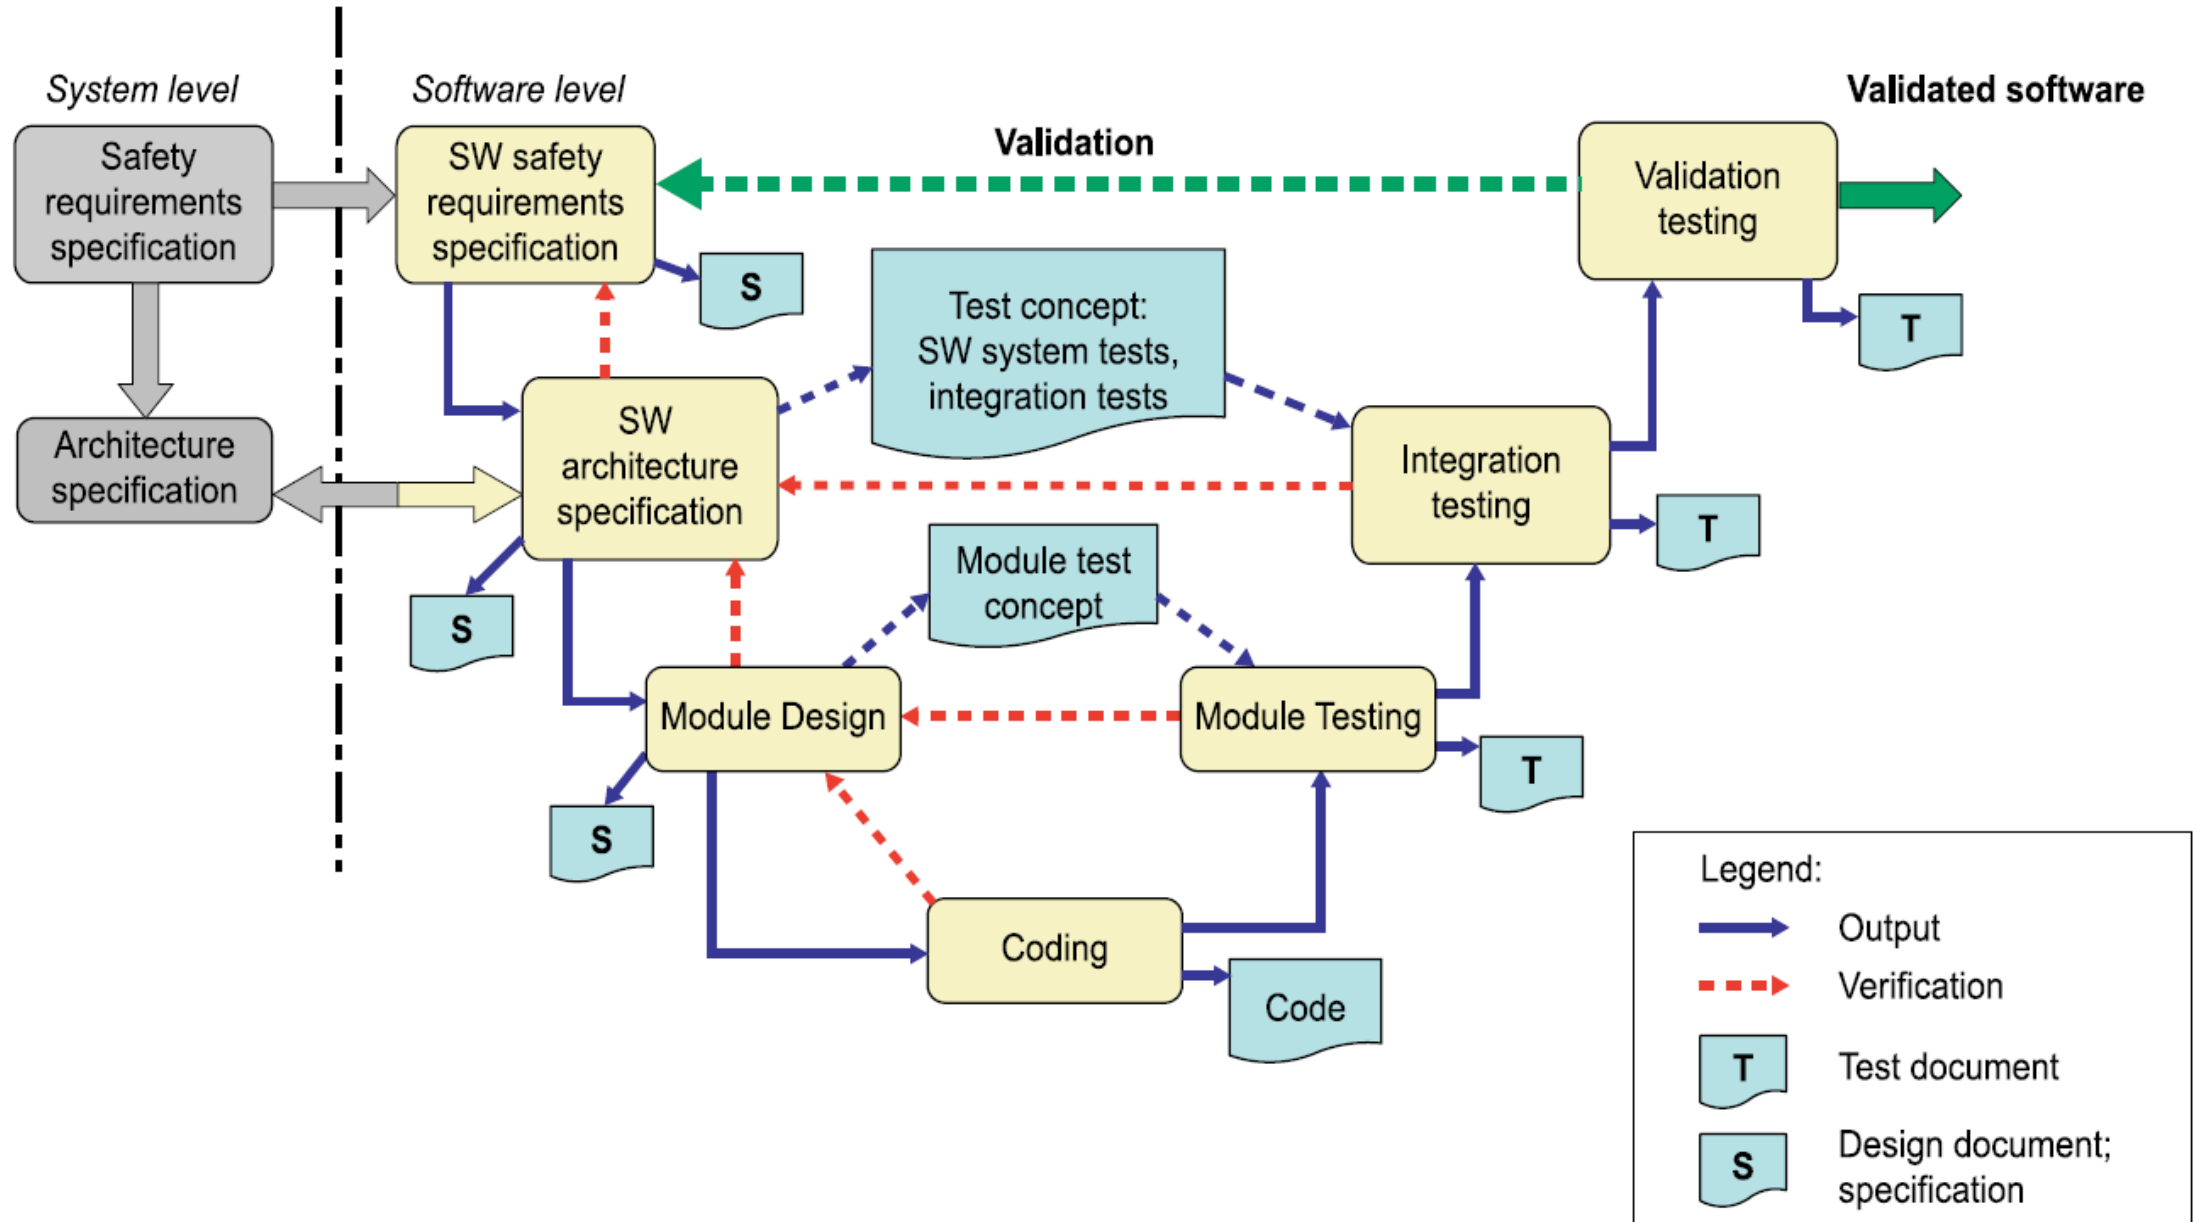 System level
Software level
Validated software
Safety
requirements
specification
SW safety
requirements
specification
Validation
Validation
testing
S
Test concept:
SW system tests,
integration tests
T
Architecture
specification
SW
architecture
specification
Integration
testing
T
S
Module test
concept
Module Design
Module Testing
T
S
Coding
Code
Legend:
Output
Verification
T
Test document
S
Design document;
specification